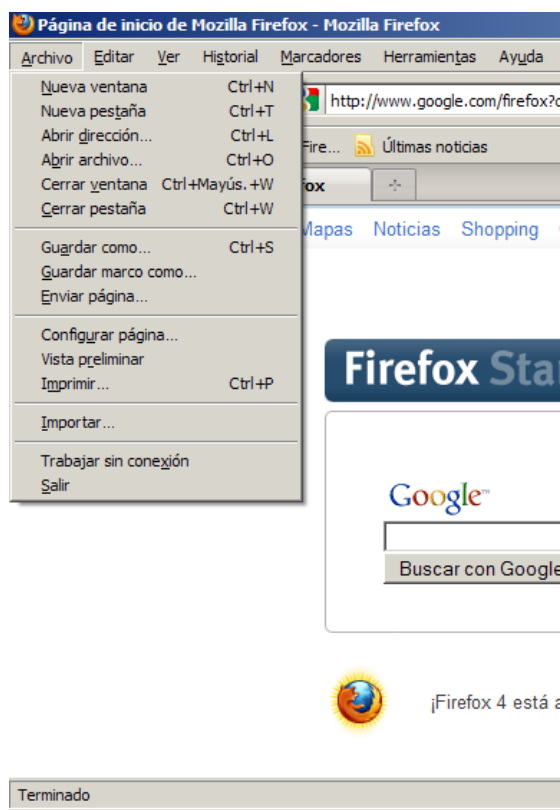 Página de inicio de Mozilla Firefox - Mozilla Firefox
Archivo Editar Ver Historial Marcadores Herramientas Ayuda
Nueva ventana Ctrl+N
Nueva pestaña Ctrl+T
Abrir dirección... Ctrl+L
Abrir archivo... Ctrl+O
Cerrar ventana Ctrl+Mayús.+W
Cerrar pestaña Ctrl+W
Guardar como... Ctrl+S
Guardar marco como...
Enviar página...
Configurar página...
Vista preliminar
Imprimir... Ctrl+P
Importar...
Trabajar sin conexión
Salir
http://www.google.com/firefox?
Fire... Últimas noticias
fox
Mapas Noticias Shopping
Firefox Sta
Google™
Buscar con Google
¡Firefox 4 está a
Terminado